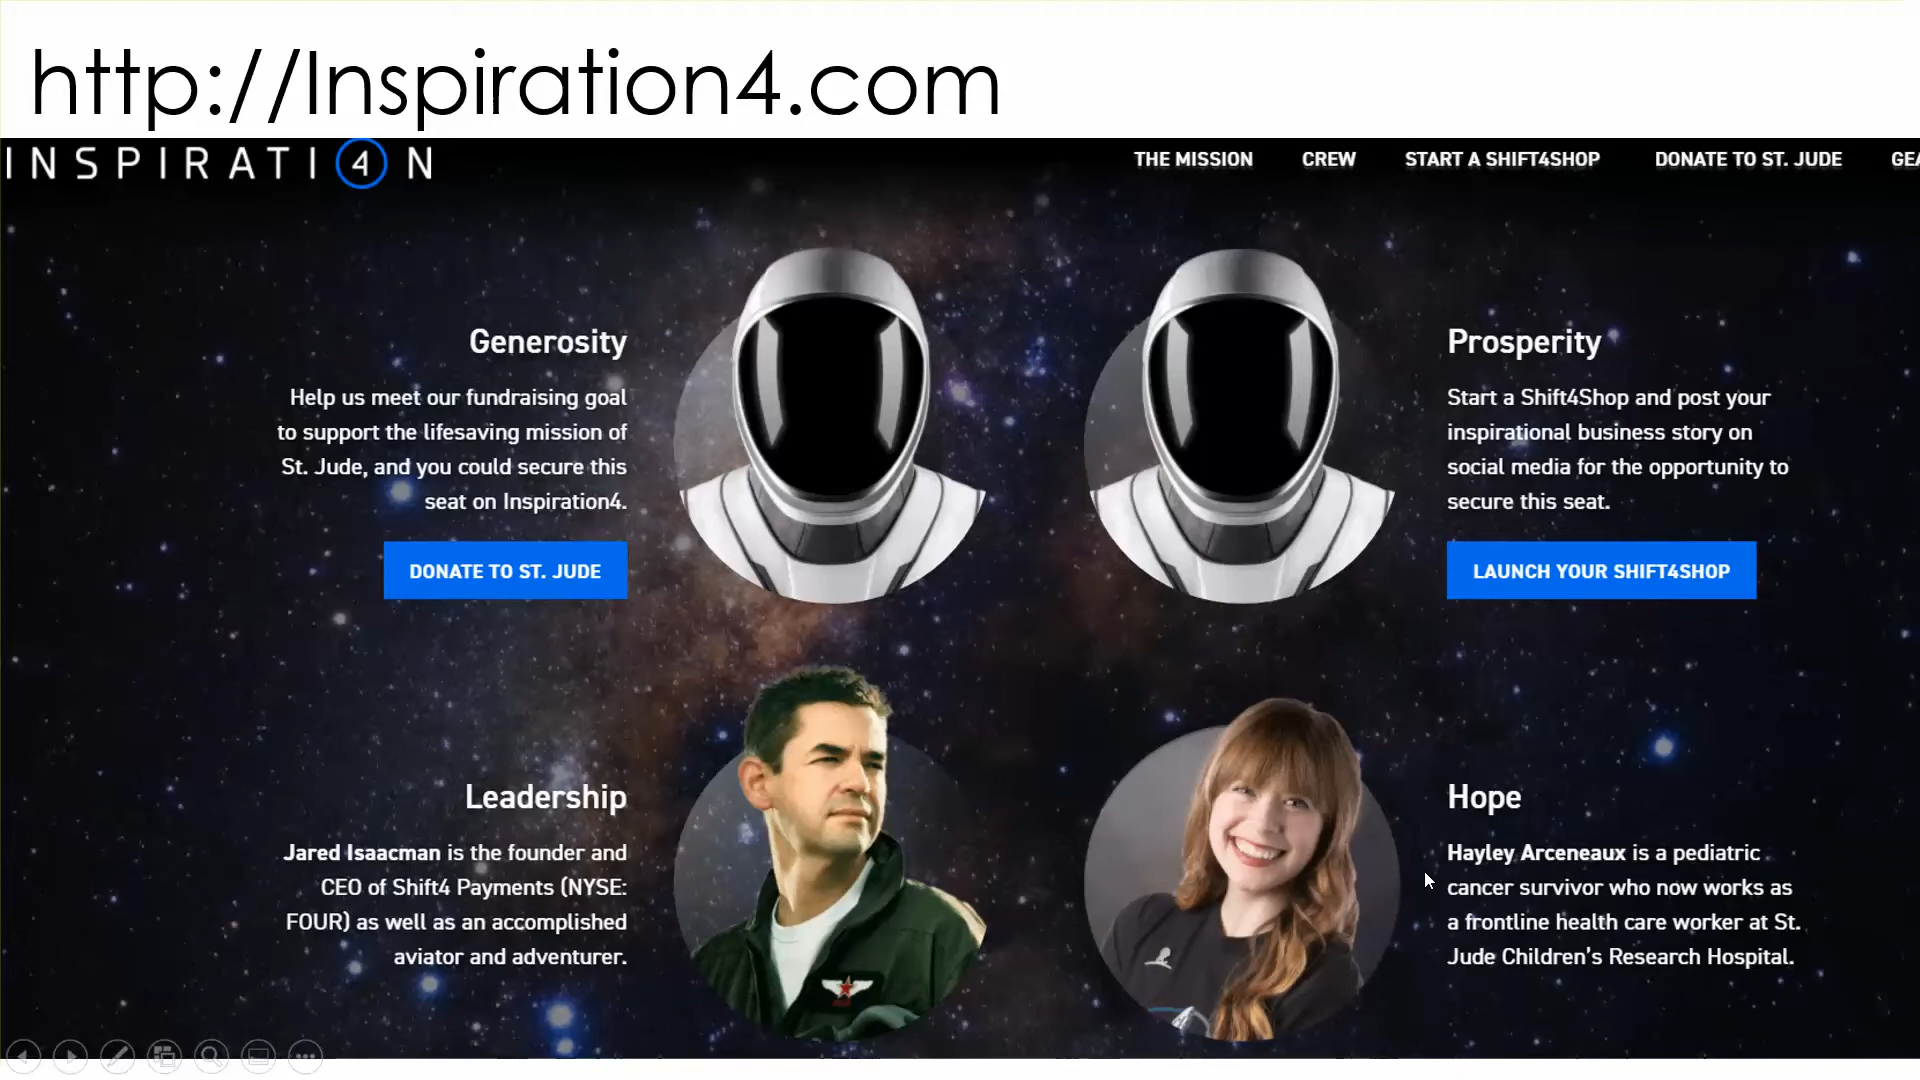 http://Inspiration4.com
INSPIRATI4N
THE MISSION CREW START A SHIFT4SHOP DONATE TO ST. JUDE
Generosity
Help us meet our fundraising goal
to support the lifesaving mission of
St. Jude, and you could secure this
seat on Inspiration4.
DONATE TO ST. JUDE
Prosperity
Start a Shift4Shop and post your
inspirational business story on
social media for the opportunity to
secure this seat.
LAUNCH YOUR SHIFT4SHOP
Leadership
Jared Isaacman is the founder and
CEO of Shift4 Payments (NYSE:
FOUR) as well as an accomplished
aviator and adventurer.
Hope
Hayley Arceneaux is a pediatric
cancer survivor who now works as
a frontline health care worker at St.
Jude Children's Research Hospital.